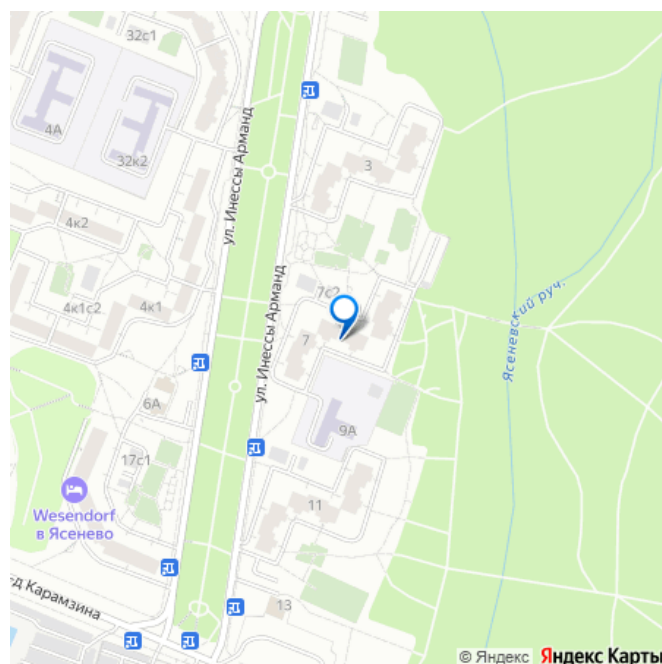 32с1
4А
32к2
ул. Инессы Арманд
3
4к2
ул. Инессы Арманд
7с2
4к1с2
4к1
7
Ясеневский руч.
6А
9А
17с1
Wesendorf
в Ясенево
11
13
д Карамзина
© Яндекс
Яндекс Карты